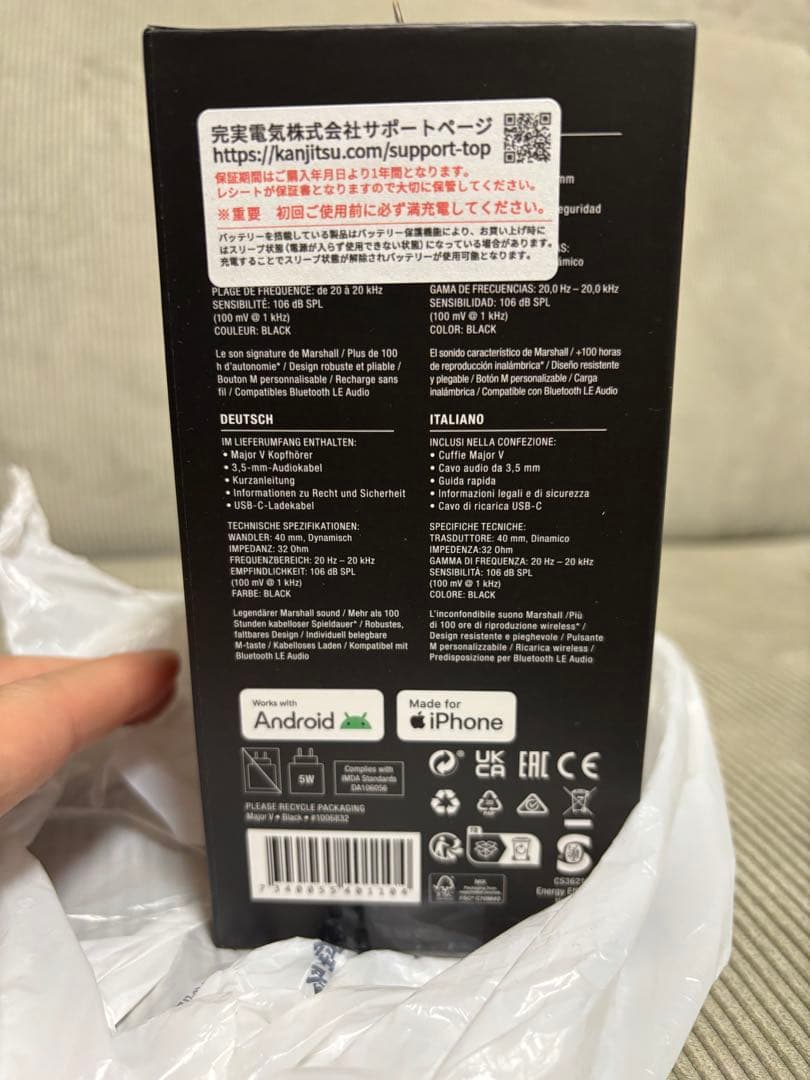 完実電気株式会社サポートページ
https://kanjitsu.com/support-top
保証期間はご購入年月日より1年間となります。
レシートが保証書となりますので大切に保管してください。
※重要 初回ご使用前に必ず満充電してください。
バッテリーを搭載している製品はバッテリー保護機能により、お買い上げ時に
はスリープ状態(電源が入らず使用できない状態)になっている場合があります。
充電することでスリープ状態が解除されバッテリーが使用可能となります。
mm
eguridad
S:
ámico
PLAGE DE FRÉQUENCE: de 20 à 20 kHz
SENSIBILITÉ: 106 dB SPL
(100 mV @ 1 kHz)
COULEUR: BLACK
Le son signature de Marshall / Plus de 100
h d'autonomie* / Design robuste et pliable /
Bouton M personnalisable / Recharge sans
fil / Compatibles Bluetooth LE Audio
GAMA DE FRECUENCIAS: 20,0 Hz – 20,0 kHz
SENSIBILIDAD: 106 dB SPL
(100 mV @ 1 kHz)
COLOR: BLACK
El sonido característico de Marshall / +100 horas
de reproducción inalámbrica* / Diseño resistente
y plegable / Botón M personalizable / Carga
inalámbrica / Compatible con Bluetooth LE Audio
DEUTSCH
IM LIEFERUMFANG ENTHALTEN:
• Major V Kopfhörer
• 3,5-mm-Audiokabel
• Kurzanleitung
• Informationen zu Recht und Sicherheit
• USB-C-Ladekabel
TECHNISCHE SPEZIFIKATIONEN:
WANDLER: 40 mm, Dynamisch
IMPEDANZ: 32 Ohm
FREQUENZBEREICH: 20 Hz – 20 kHz
EMPFINDLICHKEIT: 106 dB SPL
(100 mV @ 1 kHz)
FARBE: BLACK
Legendärer Marshall sound / Mehr als 100
Stunden kabelloser Spieldauer* / Robustes,
faltbares Design / Individuell belegbare
M-taste / Kabelloses Laden / Kompatibel mit
Bluetooth LE Audio
ITALIANO
INCLUSI NELLA CONFEZIONE:
• Cuffie Major V
• Cavo audio da 3,5 mm
• Guida rapida
• Informazioni legali e di sicurezza
• Cavo di ricarica USB-C
SPECIFICHE TECNICHE:
TRASDUTTORE: 40 mm, Dinamico
IMPEDENZA:32 Ohm
GAMMA DI FREQUENZA: 20 Hz – 20 kHz
SENSIBILITÀ: 106 dB SPL
(100 mV @ 1 kHz)
COLORE: BLACK
L'inconfondibile suono Marshall /Più
di 100 ore di riproduzione wireless* /
Design resistente e pieghevole / Pulsante
M personalizzabile / Ricarica wireless /
Predisposizione per Bluetooth LE Audio
Works with
Android
Made for
iPhone
5W
Complies with
IMDA Standards
DA106056
UK
CA
EAC
CE
PLEASE RECYCLE PACKAGING
Major V • Black • #1006832
7 340055 401104
FR
MIX
Packaging from
CS3621
Energy Ef